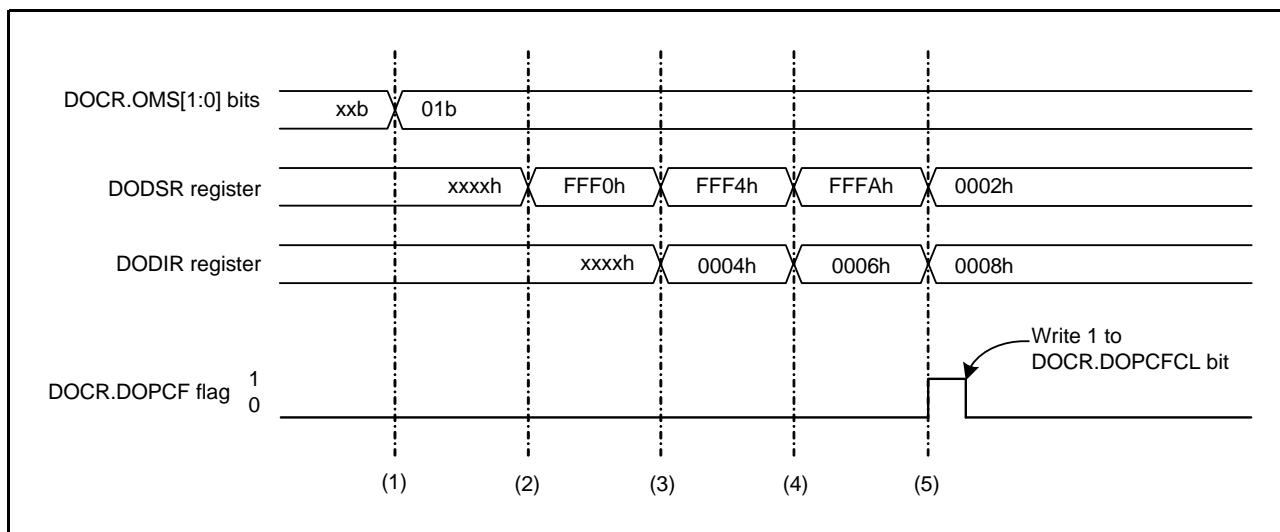 DOCR.OMS[1:0] bits
xxb
01b
DODSR register
xxxxh
FFF0h
FFF4h
FFFAh
0002h
DODIR register
xxxxh
0004h
0006h
0008h
Write 1 to
DOCR.DOPCFCL bit
DOCR.DOPCF flag
1
0
(1)
(2)
(3)
(4)
(5)